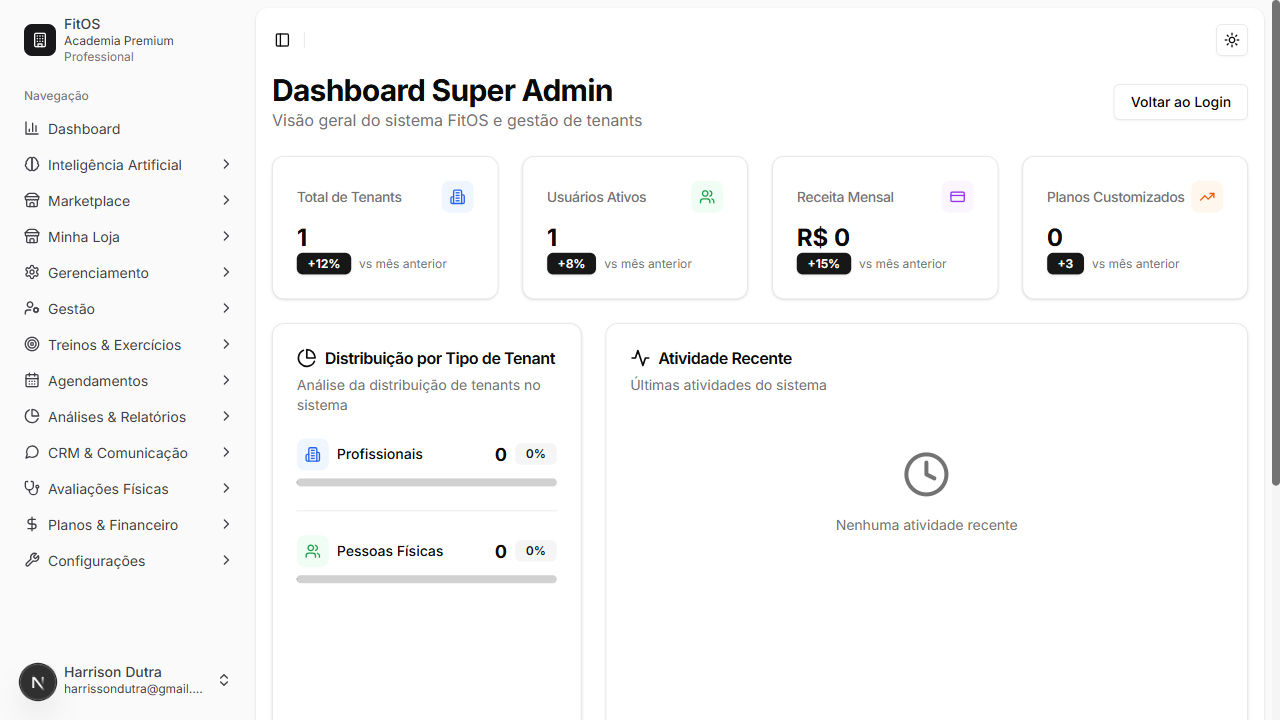 FitOS
Academia Premium
Professional
Navegação
Dashboard
Inteligência Artificial
Marketplace
Minha Loja
Gerenciamento
Gestão
Treinos & Exercícios
Agendamentos
Análises & Relatórios
CRM & Comunicação
Avaliações Físicas
Planos & Financeiro
Configurações
N
Harrison Dutra
harrissondutra@gmail....
Dashboard Super Admin
Visão geral do sistema FitOS e gestão de tenants
Voltar ao Login
Total de Tenants
1
+12% vs mês anterior
Usuários Ativos
1
+8% vs mês anterior
Receita Mensal
R$ 0
+15% vs mês anterior
Planos Customizados
0
+3 vs mês anterior
Distribuição por Tipo de Tenant
Análise da distribuição de tenants no
sistema
Profissionais 0 0%
Pessoas Físicas 0 0%
Atividade Recente
Últimas atividades do sistema
Nenhuma atividade recente